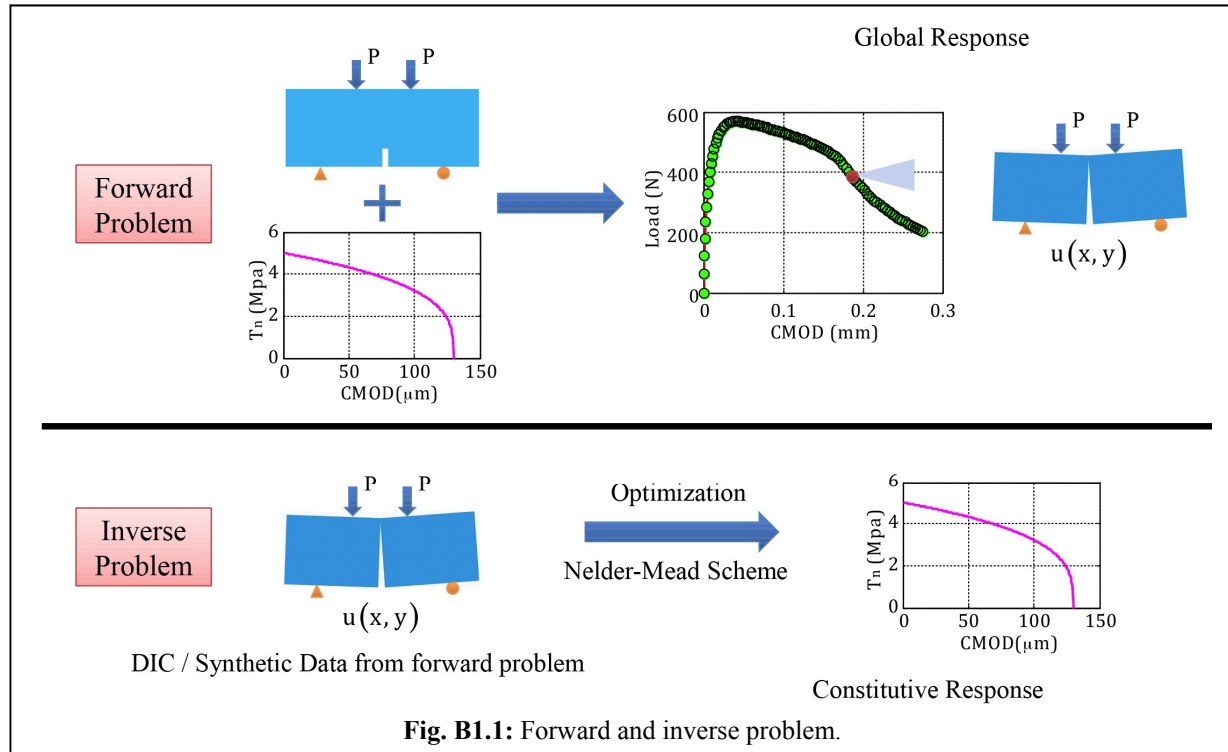 Global Response
P P
Forward
Problem
6
4
2
0
Tn (Mpa)
0 50 100 150
CMOD(μm)
600
400
200
0
Load (N)
0 0.1 0.2 0.3
CMOD (mm)
P P
u(x, y)
Inverse
Problem
P P
u(x, y)
DIC / Synthetic Data from forward problem
Optimization
Nelder-Mead Scheme
6
4
2
0
Tn (Mpa)
0 50 100 150
CMOD(μm)
Constitutive Response
Fig. B1.1: Forward and inverse problem.